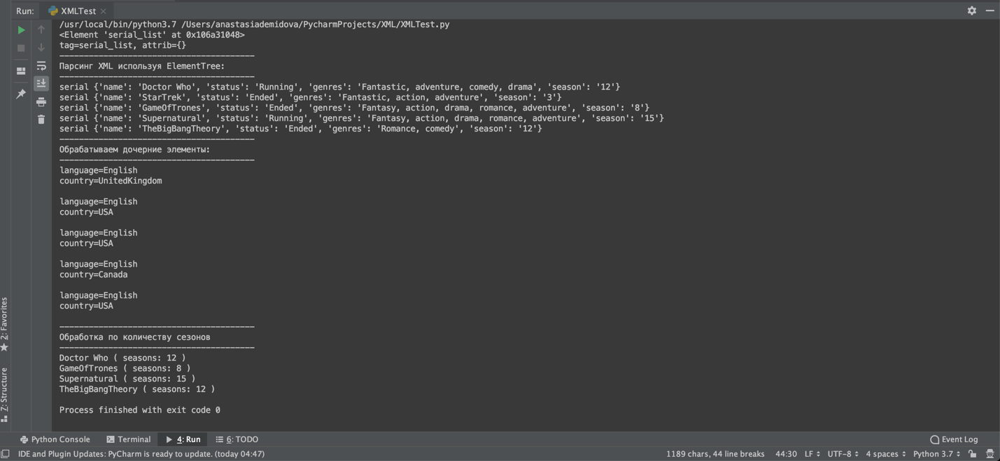 Run: XMLTest
/usr/local/bin/python3.7 /Users/anastasiademidova/PycharmProjects/XML/XMLTest.py
<Element 'serial_list' at 0x106a31048>
tag=serial_list, attrib={}
----------------------------------------
Парсинг XML используя ElementTree:
----------------------------------------
serial {'name': 'Doctor Who', 'status': 'Running', 'genres': 'Fantastic, adventure, comedy, drama', 'season': '12'}
serial {'name': 'StarTrek', 'status': 'Ended', 'genres': 'Fantastic, action, adventure', 'season': '3'}
serial {'name': 'GameOfTrones', 'status': 'Ended', 'genres': 'Fantasy, action, drama, romance, adventure', 'season': '8'}
serial {'name': 'Supernatural', 'status': 'Running', 'genres': 'Fantasy, action, drama, romance, adventure', 'season': '15'}
serial {'name': 'TheBigBangTheory', 'status': 'Ended', 'genres': 'Romance, comedy', 'season': '12'}
----------------------------------------
Обрабатываем дочерние элементы:
----------------------------------------
language=English
country=UnitedKingdom
language=English
country=USA
language=English
country=USA
language=English
country=Canada
language=English
country=USA
----------------------------------------
Обработка по количеству сезонов
----------------------------------------
Doctor Who ( seasons: 12 )
GameOfTrones ( seasons: 8 )
Supernatural ( seasons: 15 )
TheBigBangTheory ( seasons: 12 )
Process finished with exit code 0
2: Favorites
7: Structure
Python Console Terminal 4: Run 6: TODO Event Log
IDE and Plugin Updates: PyCharm is ready to update. (today 04:47) 1189 chars, 44 line breaks 44:30 LF UTF-8 4 spaces Python 3.7